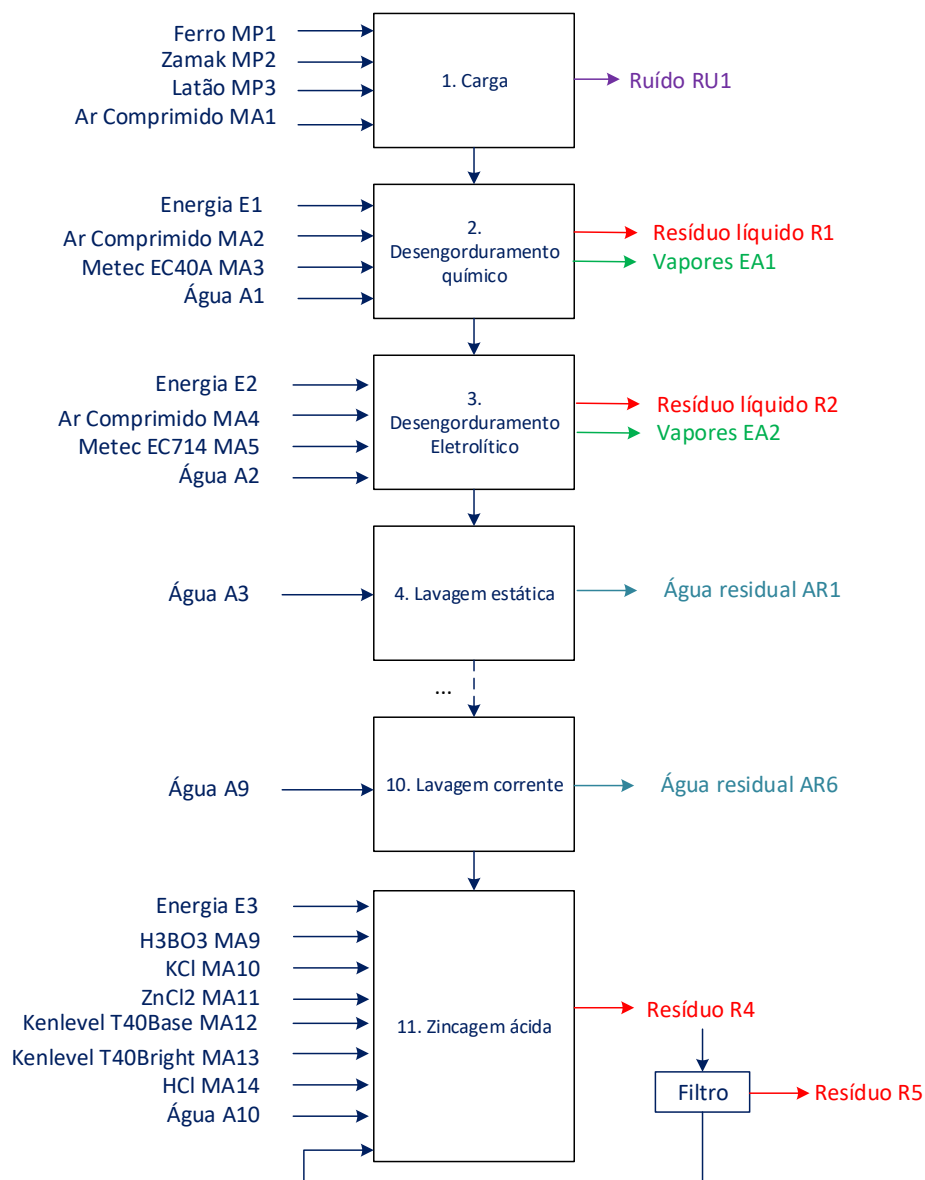 Ferro MP1
Zamak MP2
Latão MP3
Ar Comprimido MA1
1. Carga
Ruído RU1
Energia E1
Ar Comprimido MA2
Metec EC40A MA3
Água A1
2.
Desengorduramento
químico
Resíduo líquido R1
Vapores EA1
Energia E2
Ar Comprimido MA4
Metec EC714 MA5
Água A2
3.
Desengorduramento
Eletrolítico
Resíduo líquido R2
Vapores EA2
Água A3
4. Lavagem estática
Água residual AR1
...
Água A9
10. Lavagem corrente
Água residual AR6
Energia E3
H3BO3 MA9
KCl MA10
ZnCl2 MA11
Kenlevel T40Base MA12
Kenlevel T40Bright MA13
HCl MA14
Água A10
11. Zincagem ácida
Resíduo R4
Filtro
Resíduo R5